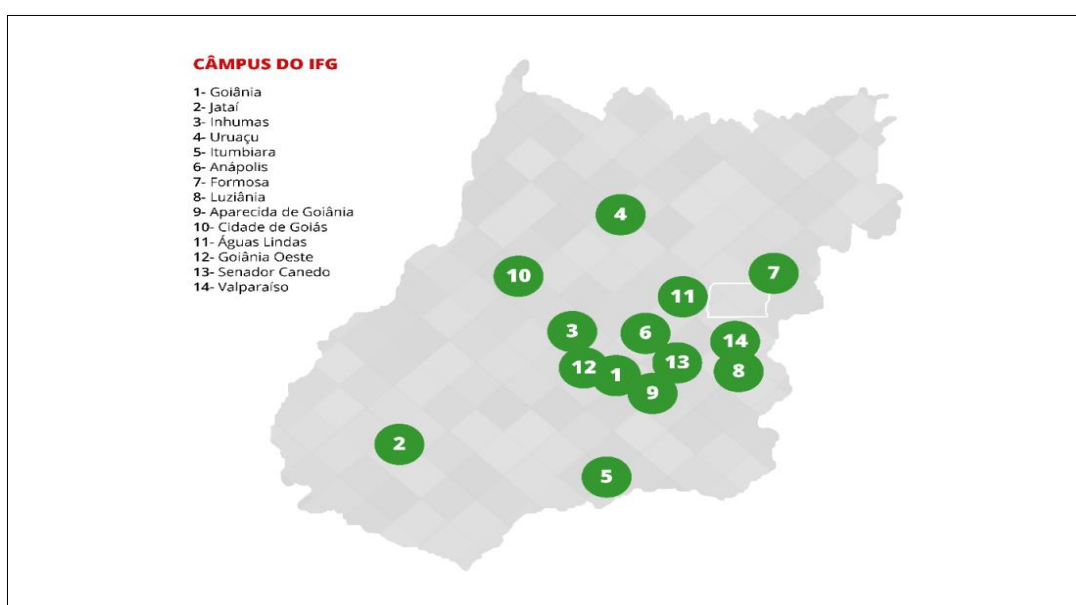 CÂMPUS DO IFG
1- Goiânia
2- Jataí
3- Inhumas
4- Uruaçu
5- Itumbiara
6- Anápolis
7- Formosa
8- Luziânia
9- Aparecida de Goiânia
10- Cidade de Goiás
11- Águas Lindas
12- Goiânia Oeste
13- Senador Canedo
14- Valparaíso
4
10
7
11
3
6
14
12
1
13
8
9
2
5